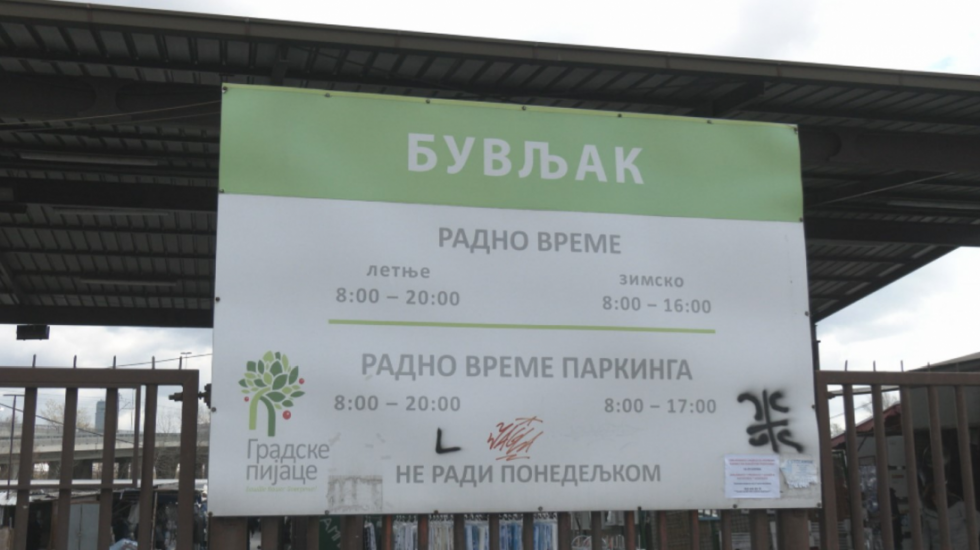 БУВЉАК
РАДНО ВРЕМЕ
летње зимско
8:00 – 20:00 8:00 – 16:00
РАДНО ВРЕМЕ ПАРКИНГА
8:00 – 20:00 8:00 – 17:00
L
Градске
пијаце
НЕ РАДИ ПОНЕДЕЉКОМ